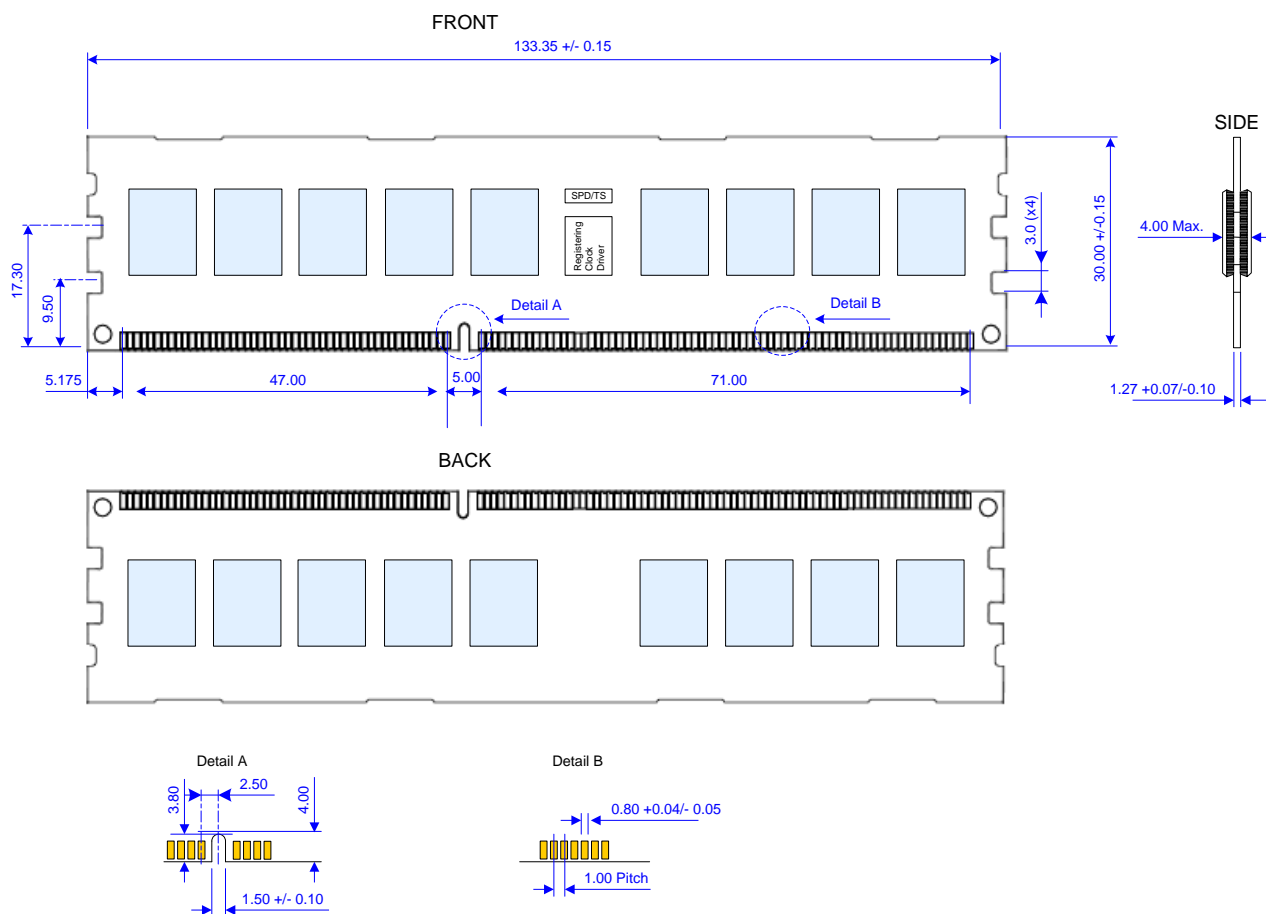 FRONT
133.35 +/- 0.15
SIDE
SPD/TS
Registering
Clock
Driver
17.30
9.50
3.0 (x4)
30.00 +/-0.15
4.00 Max.
Detail A
Detail B
5.175
47.00
5.00
71.00
1.27 +0.07/-0.10
BACK
Detail A
Detail B
3.80
2.50
4.00
0.80 +0.04/- 0.05
1.00 Pitch
1.50 +/- 0.10